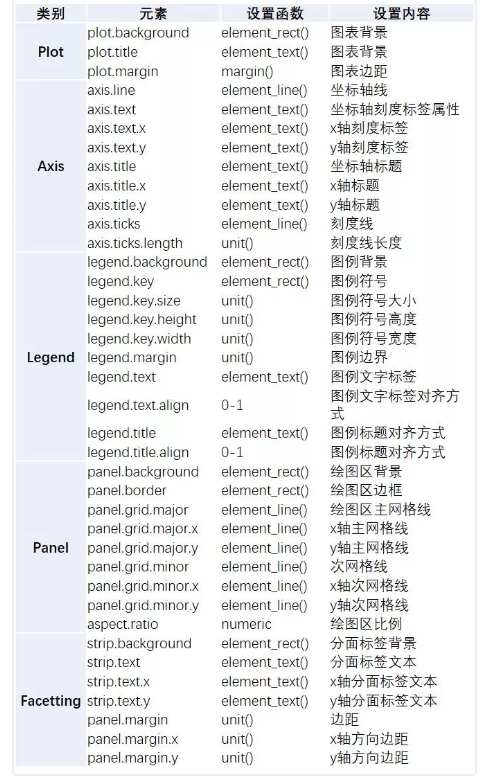 类别 元素 设置函数 设置内容
Plot
plot.background element_rect() 图表背景
plot.title element_text() 图表背景
plot.margin margin() 图表边距
Axis
axis.line element_line() 坐标轴线
axis.text element_text() 坐标轴刻度标签属性
axis.text.x element_text() x轴刻度标签
axis.text.y element_text() y轴刻度标签
axis.title element_text() 坐标轴标题
axis.title.x element_text() x轴标题
axis.title.y element_text() y轴标题
axis.ticks element_line() 刻度线
axis.ticks.length unit() 刻度线长度
Legend
legend.background element_rect() 图例背景
legend.key element_rect() 图例符号
legend.key.size unit() 图例符号大小
legend.key.height unit() 图例符号高度
legend.key.width unit() 图例符号宽度
legend.margin unit() 图例边界
legend.text element_text() 图例文字标签
legend.text.align 0-1 图例文字标签对齐方
式
legend.title element_text() 图例标题对齐方式
legend.title.align 0-1 图例标题对齐方式
Panel
panel.background element_rect() 绘图区背景
panel.border element_rect() 绘图区边框
panel.grid.major element_line() 绘图区主网格线
panel.grid.major.x element_line() x轴主网格线
panel.grid.major.y element_line() y轴主网格线
panel.grid.minor element_line() 次网格线
panel.grid.minor.x element_line() x轴次网格线
panel.grid.minor.y element_line() y轴次网格线
aspect.ratio numeric 绘图区比例
Facetting
strip.background element_rect() 分面标签背景
strip.text element_text() 分面标签文本
strip.text.x element_text() x轴分面标签文本
strip.text.y element_text() y轴分面标签文本
panel.margin unit() 边距
panel.margin.x unit() x轴方向边距
panel.margin.y unit() y轴方向边距